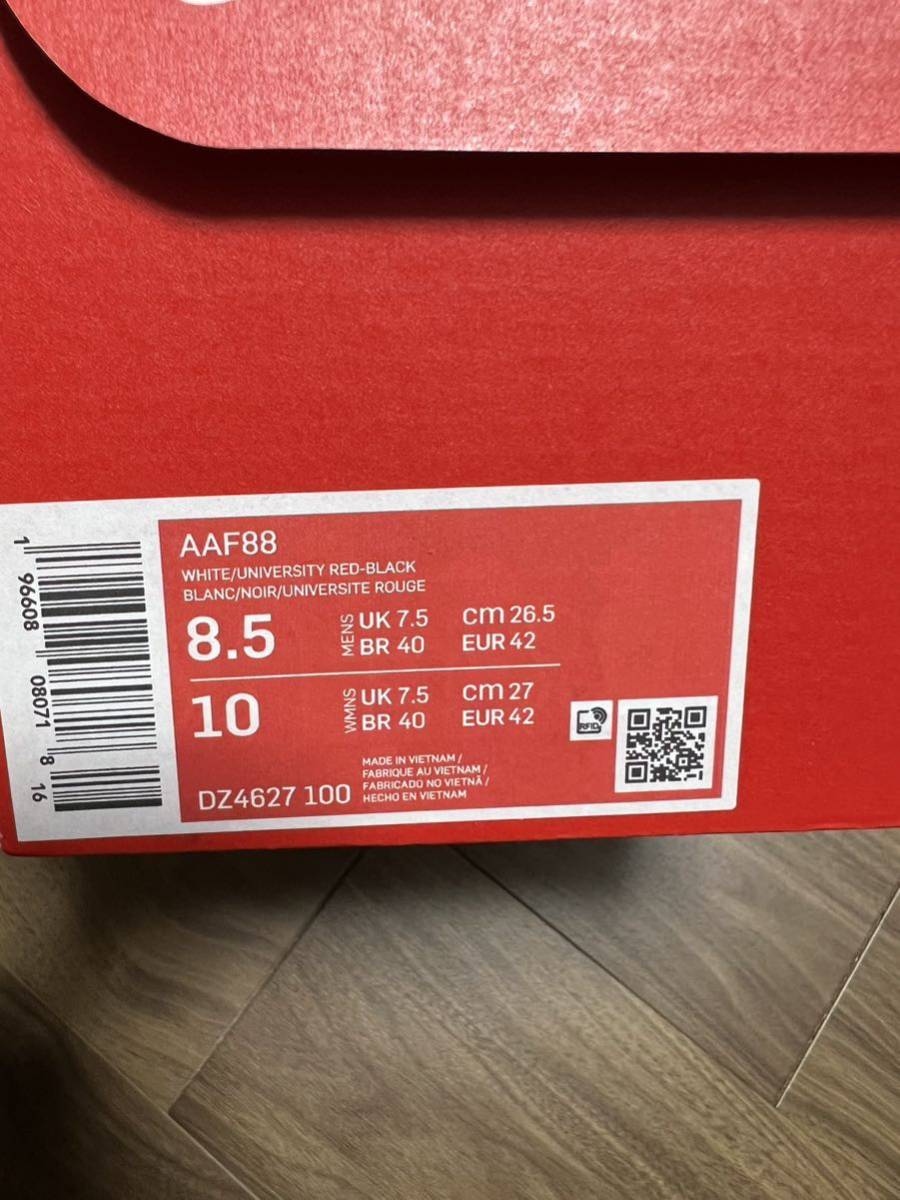 AAF88
WHITE/UNIVERSITY RED-BLACK
BLANC/NOIR/UNIVERSITE ROUGE
8.5 MENS UK 7.5 cm 26.5
BR 40 EUR 42
10 WMNS UK 7.5 cm 27
BR 40 EUR 42
RFID
DZ4627 100
MADE IN VIETNAM /
FABRIQUE AU VIETNAM /
FABRICADO NO VIETNÃ /
HECHO EN VIETNAM
1 96608 08071 8 16